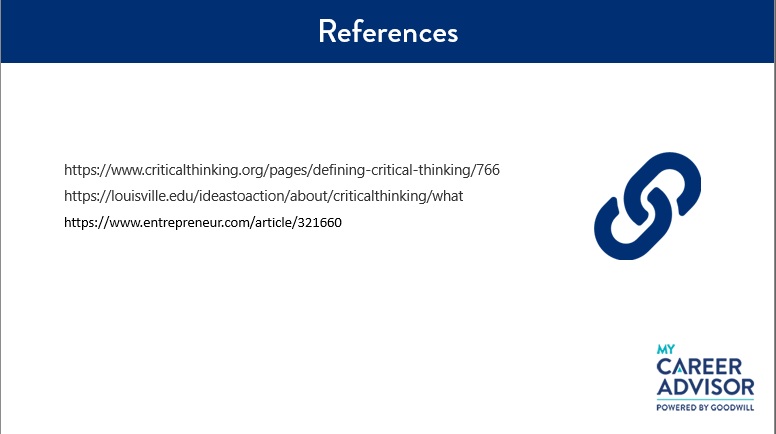 References
https://www.criticalthinking.org/pages/defining-critical-thinking/766
https://louisville.edu/ideastoaction/about/criticalthinking/what
https://www.entrepreneur.com/article/321660
MY
CAREER
ADVISOR
POWERED BY GOODWILL